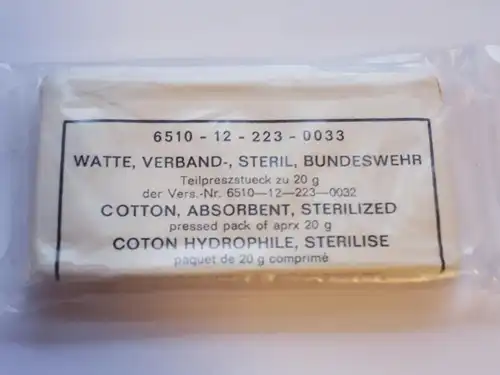 6510 - 12 - 223 - 0033
WATTE, VERBAND-, STERIL, BUNDESWEHR
Teilpreszstueck zu 20 g
der Vers.-Nr. 6510—12—223—0032
COTTON, ABSORBENT, STERILIZED
pressed pack of aprx 20 g
COTON HYDROPHILE, STERILISE
paquet de 20 g comprimé